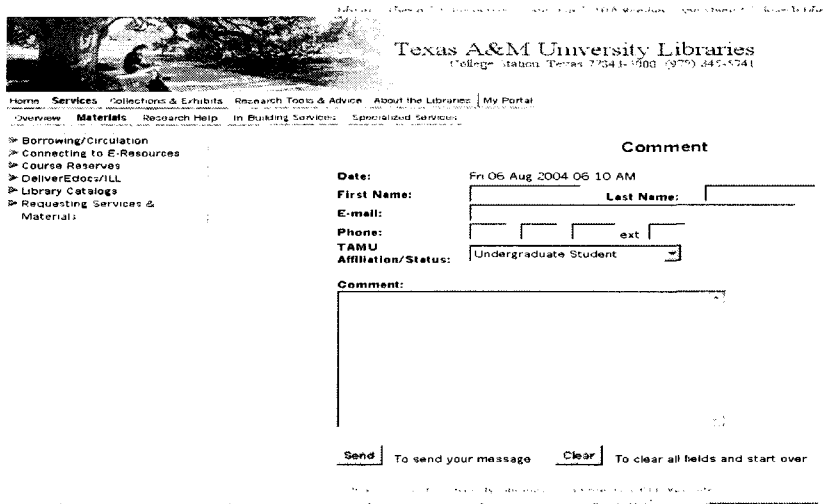 Texas A&M University Libraries
College Station, Texas (979) 845-5741
Home Services Collections & Exhibits Research Tools & Advice About the Libraries My Portal
Overview Materials Research Help In Building Services Specialized Services
Borrowing/Circulation
Connecting to E-Resources
Course Reserves
DeliverEdocs/ILL
Library Catalogs
Requesting Services &
Materials
Comment
Date: Fri 06 Aug 2004 06 10 AM
First Name: Last Name:
E-mail:
Phone: ext
TAMU
Affiliation/Status: Undergraduate Student
Comment:
Send To send your message Clear To clear all fields and start over